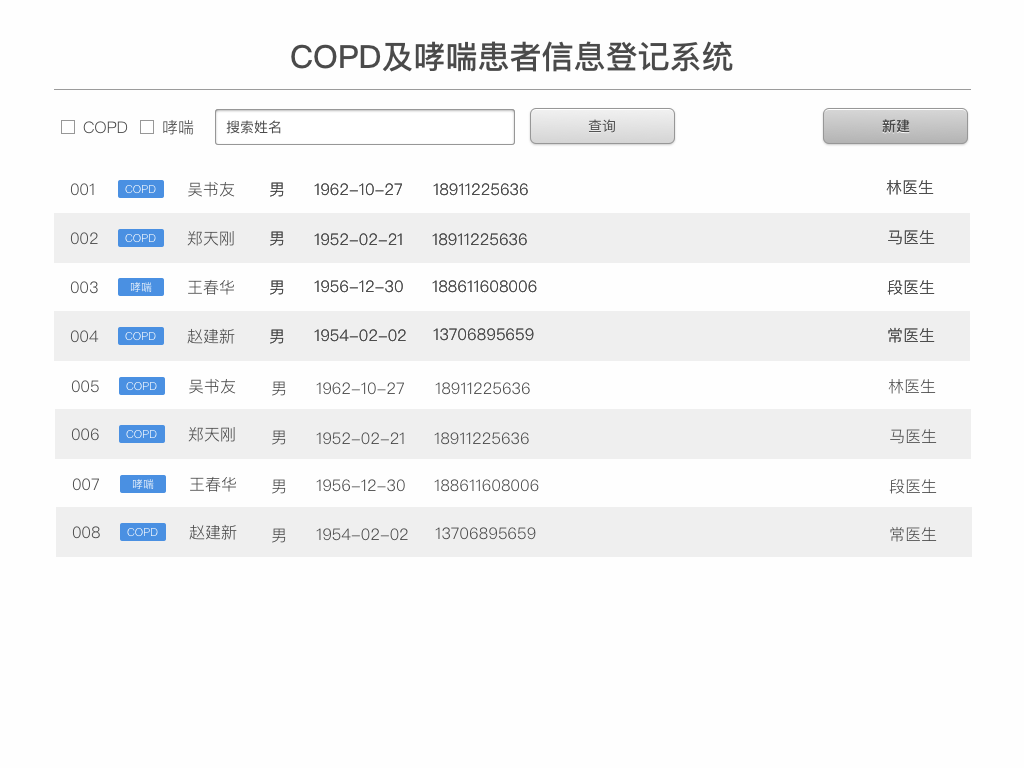 COPD及哮喘患者信息登记系统
COPD 哮喘 搜索姓名 查询 新建
001 COPD 吴书友 男 1962-10-27 18911225636 林医生
002 COPD 郑天刚 男 1952-02-21 18911225636 马医生
003 哮喘 王春华 男 1956-12-30 188611608006 段医生
004 COPD 赵建新 男 1954-02-02 13706895659 常医生
005 COPD 吴书友 男 1962-10-27 18911225636 林医生
006 COPD 郑天刚 男 1952-02-21 18911225636 马医生
007 哮喘 王春华 男 1956-12-30 188611608006 段医生
008 COPD 赵建新 男 1954-02-02 13706895659 常医生